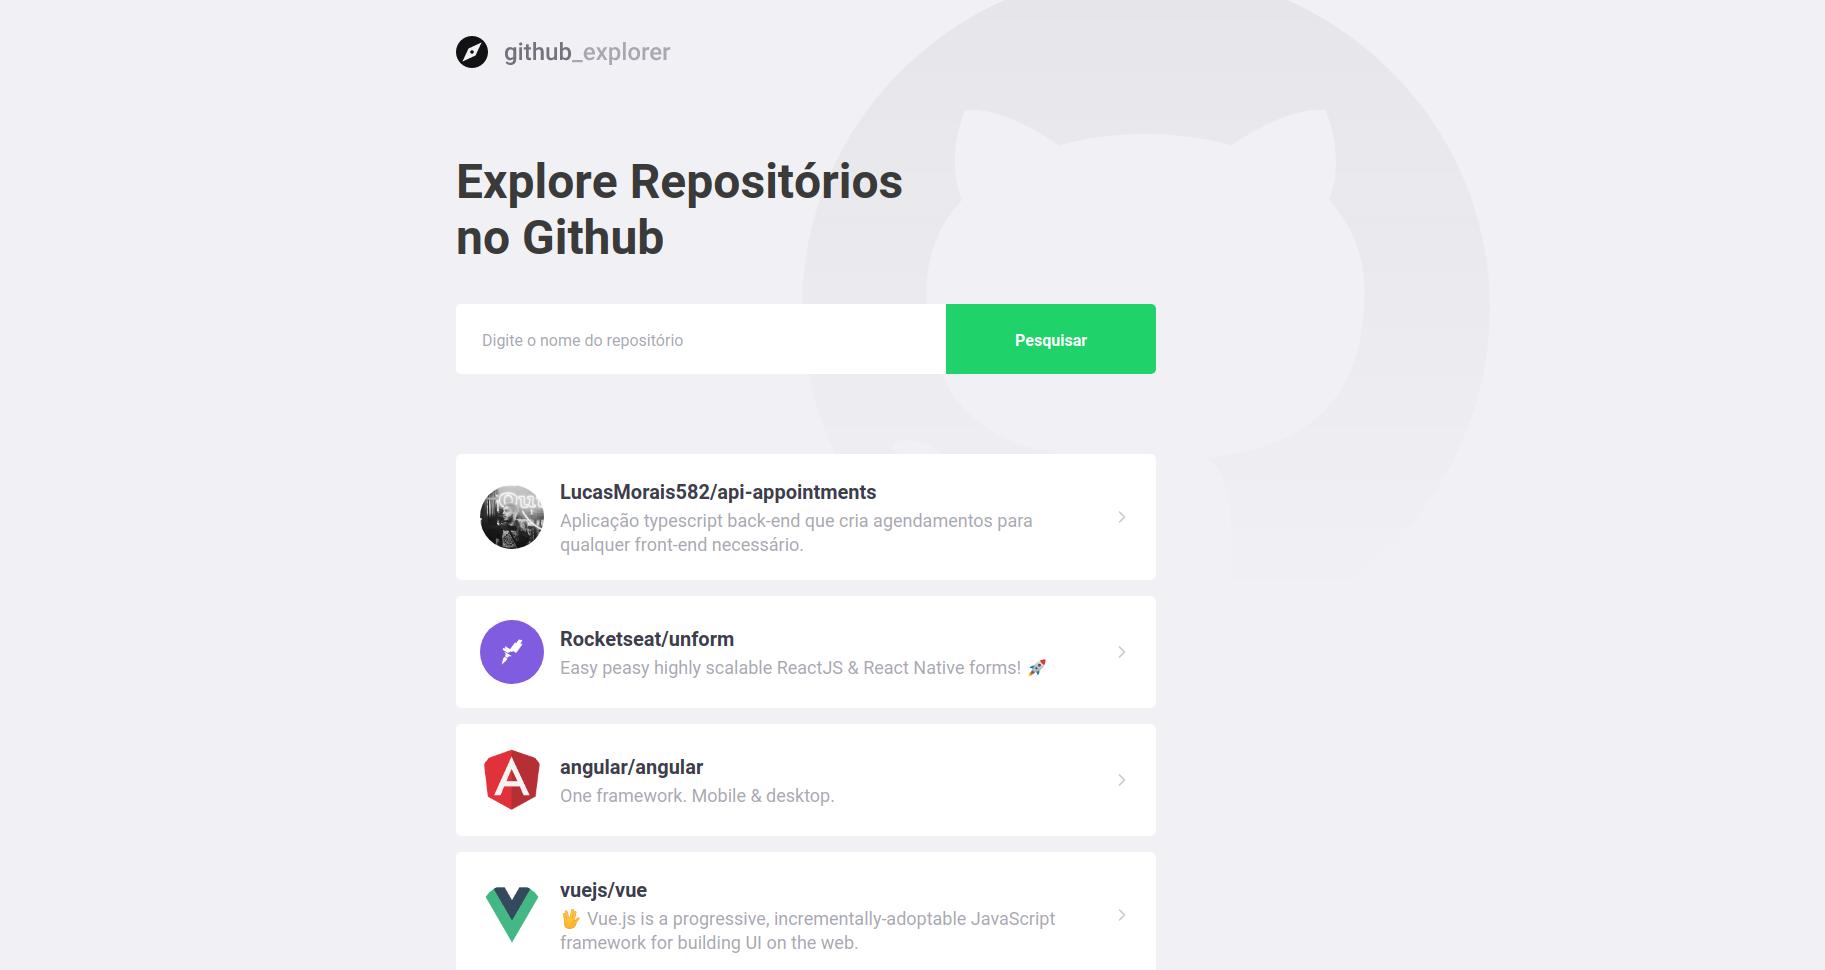 github_explorer
Explore Repositórios
no Github
Digite o nome do repositório
Pesquisar
LucasMorais582/api-appointments
Aplicação typescript back-end que cria agendamentos para
qualquer front-end necessário.
Rocketseat/unform
Easy peasy highly scalable ReactJS & React Native forms! 🚀
angular/angular
One framework. Mobile & desktop.
vuejs/vue
🖖 Vue.js is a progressive, incrementally-adoptable JavaScript
framework for building UI on the web.